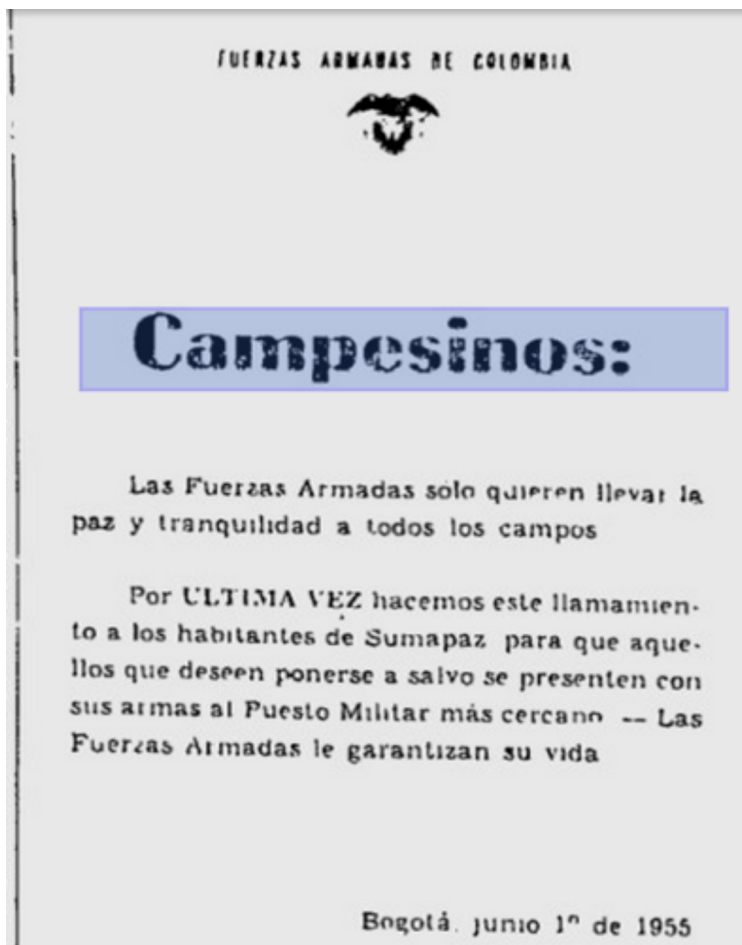 FUERZAS ARMADAS DE COLOMBIA
Campesinos:
Las Fuerzas Armadas sólo quieren llevar la
paz y tranquilidad a todos los campos
Por ULTIMA VEZ hacemos este llamamien-
to a los habitantes de Sumapaz para que aque-
llos que deseen ponerse a salvo se presenten con
sus armas al Puesto Militar más cercano -- Las
Fuerzas Armadas le garantizan su vida
Bogotá, junio 1º de 1955